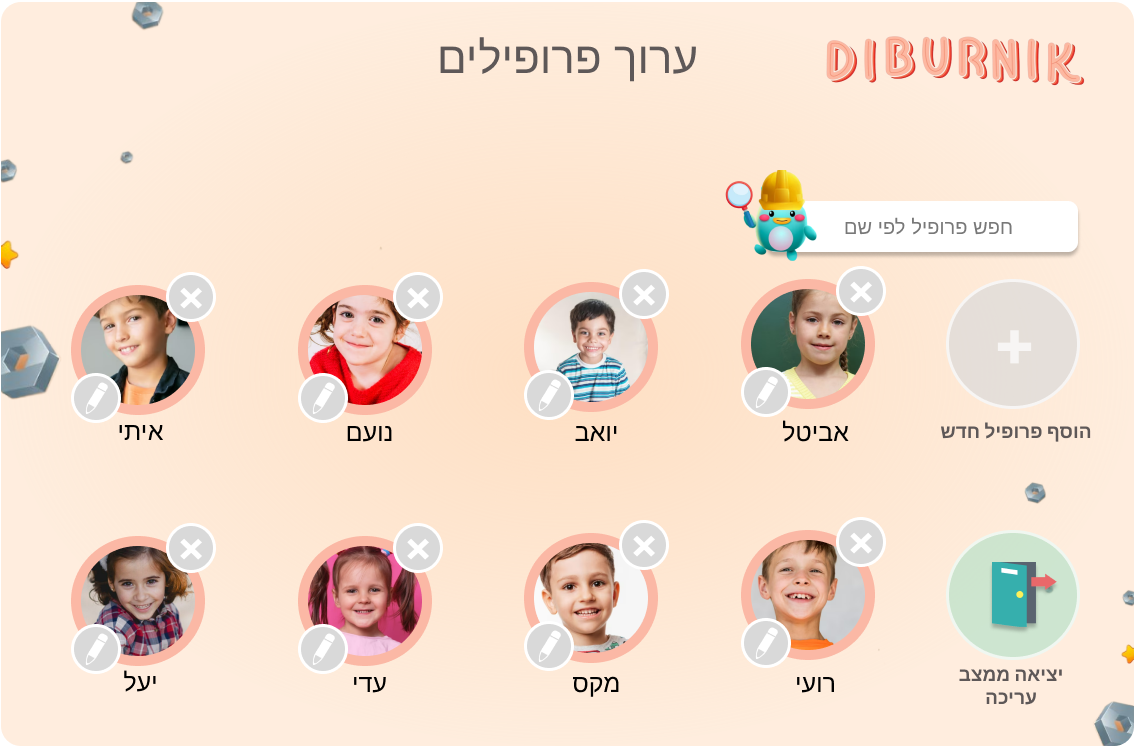 DIBURNIK
ערוך פרופילים
חפש פרופיל לפי שם
הוסף פרופיל חדש
אביטל
יואב
נועם
איתי
יציאה ממצב
עריכה
רועי
מקס
עדי
יעל